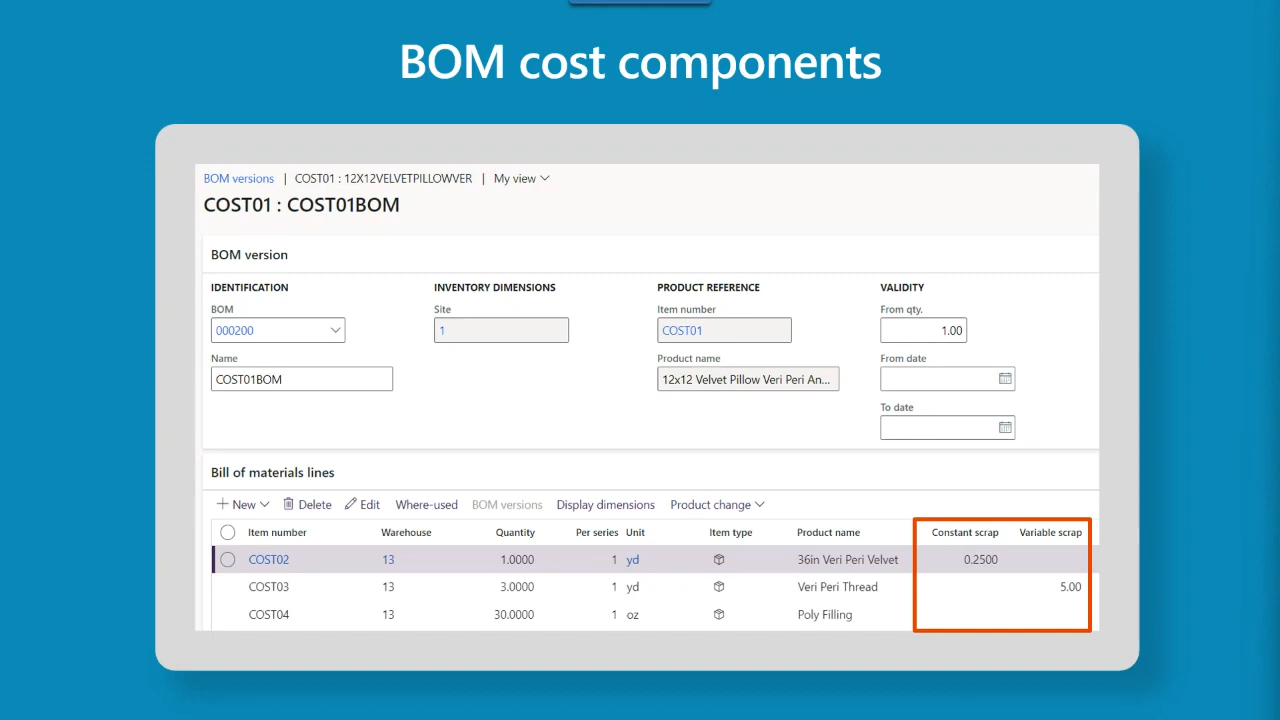 BOM cost components
BOM versions | COST01 : 12X12VELVETPILLOWVER | My view
COST01 : COST01BOM
BOM version
IDENTIFICATION INVENTORY DIMENSIONS PRODUCT REFERENCE VALIDITY
BOM Site Item number From qty.
000200 1 COST01 1.00
Name Product name From date
COST01BOM 12x12 Velvet Pillow Veri Peri An...
To date
Bill of materials lines
New Delete Edit Where-used BOM versions Display dimensions Product change
Item number Warehouse Quantity Per series Unit Item type Product name Constant scrap Variable scrap
COST02 13 1.0000 1 yd 36in Veri Peri Velvet 0.2500
COST03 13 3.0000 1 yd Veri Peri Thread 5.00
COST04 13 30.0000 1 oz Poly Filling